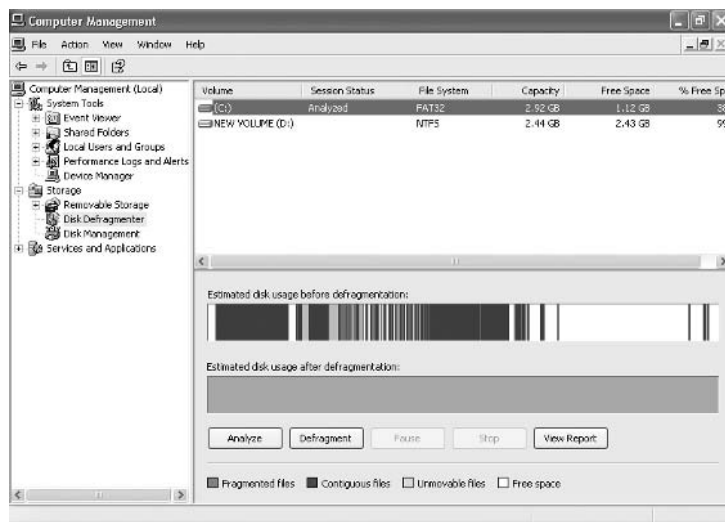 Computer Management
File Action View Window Help
Computer Management (Local)
System Tools
Event Viewer
Shared Folders
Local Users and Groups
Performance Logs and Alerts
Device Manager
Storage
Removable Storage
Disk Defragmenter
Disk Management
Services and Applications
Volume Session Status File System Capacity Free Space % Free Sp
(C:) Analyzed FAT32 2.92 GB 1.12 GB 38
NEW VOLUME (D:) NTFS 2.44 GB 2.43 GB 99
Estimated disk usage before defragmentation:
Estimated disk usage after defragmentation:
Analyze Defragment Pause Stop View Report
Fragmented files Contiguous files Unmovable files Free space